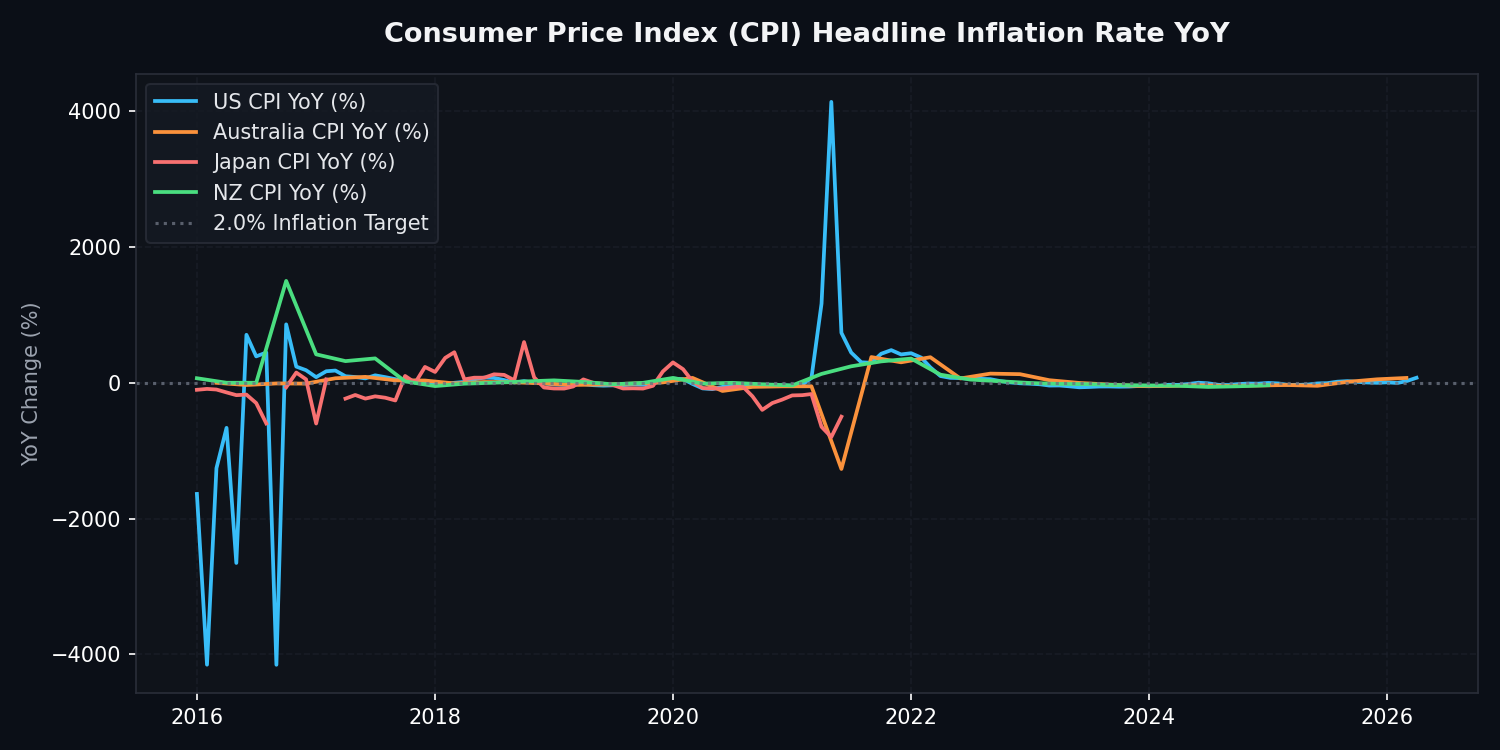 Consumer Price Index (CPI) Headline Inflation Rate YoY
US CPI YoY (%)
Australia CPI YoY (%)
Japan CPI YoY (%)
NZ CPI YoY (%)
2.0% Inflation Target
YoY Change (%)
4000
2000
0
−2000
−4000
2016
2018
2020
2022
2024
2026